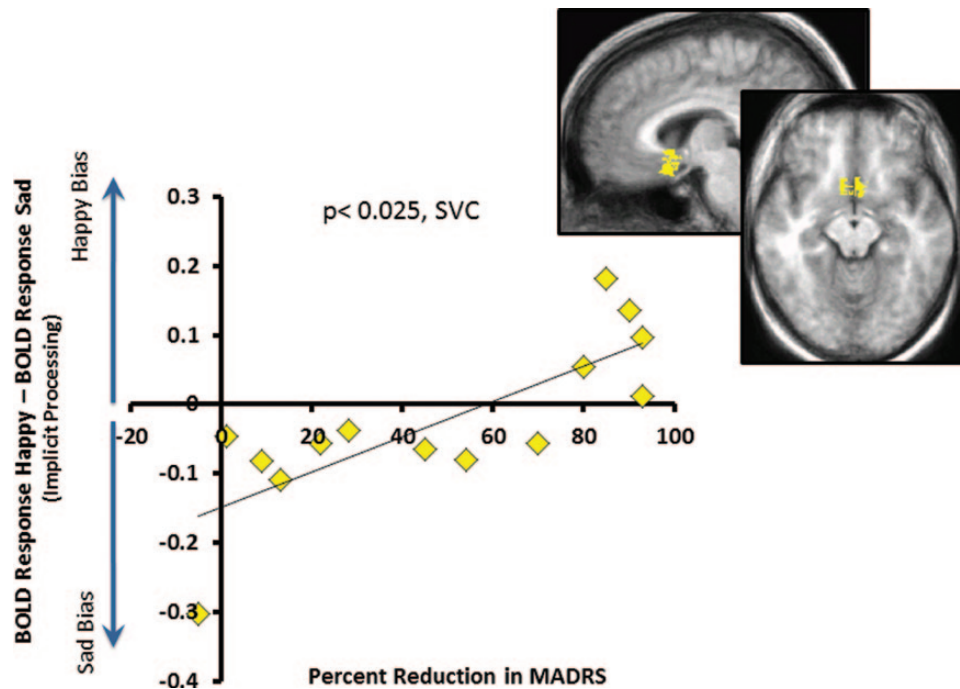 BOLD Response Happy – BOLD Response Sad
(Implicit Processing)
Happy Bias
Sad Bias
p< 0.025, SVC
0.3
0.2
0.1
0
-0.1
-0.2
-0.3
-0.4
-20
0
20
40
60
80
100
Percent Reduction in MADRS